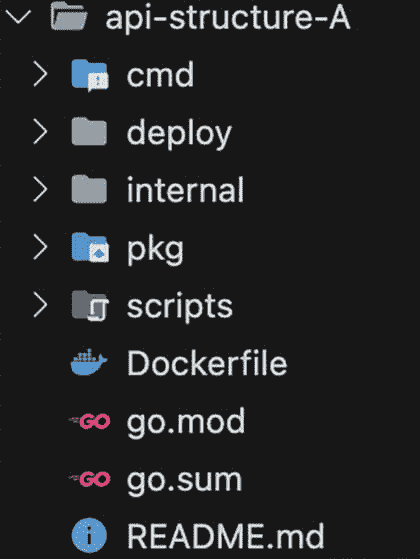 api-structure-A
cmd
deploy
internal
pkg
scripts
Dockerfile
GO go.mod
GO go.sum
README.md